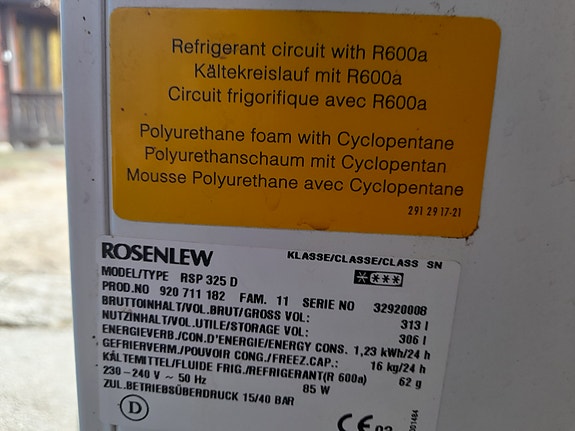 Refrigerant circuit with R600a
Kältekreislauf mit R600a
Circuit frigorifique avec R600a
Polyurethane foam with Cyclopentane
Polyurethanschaum mit Cyclopentan
Mousse Polyurethane avec Cyclopentane
291 29 17-21
ROSENLEW KLASSE/CLASSE/CLASS SN
MODEL/TYPE RSP 325 D ****
PROD.NO 920 711 182 FAM. 11 SERIE NO 32920008
BRUTTOINHALT/VOL.BRUT/GROSS VOL: 313 l
NUTZINHALT/VOL.UTILE/STORAGE VOL: 306 l
ENERGIEVERB./CON.D'ENERGIE/ENERGY CONS. 1,23 kWh/24 h
GEFRIERVERM./POUVOIR CONG./FREEZ.CAP.: 16 kg/24 h
KÄLTEMITTEL/FLUIDE FRIG./REFRIGERANT(R 600a) 62 g
230-240 V ~ 50 Hz 85 W
ZUL.BETRIEBSÜBERDRUCK 15/40 BAR
D CE